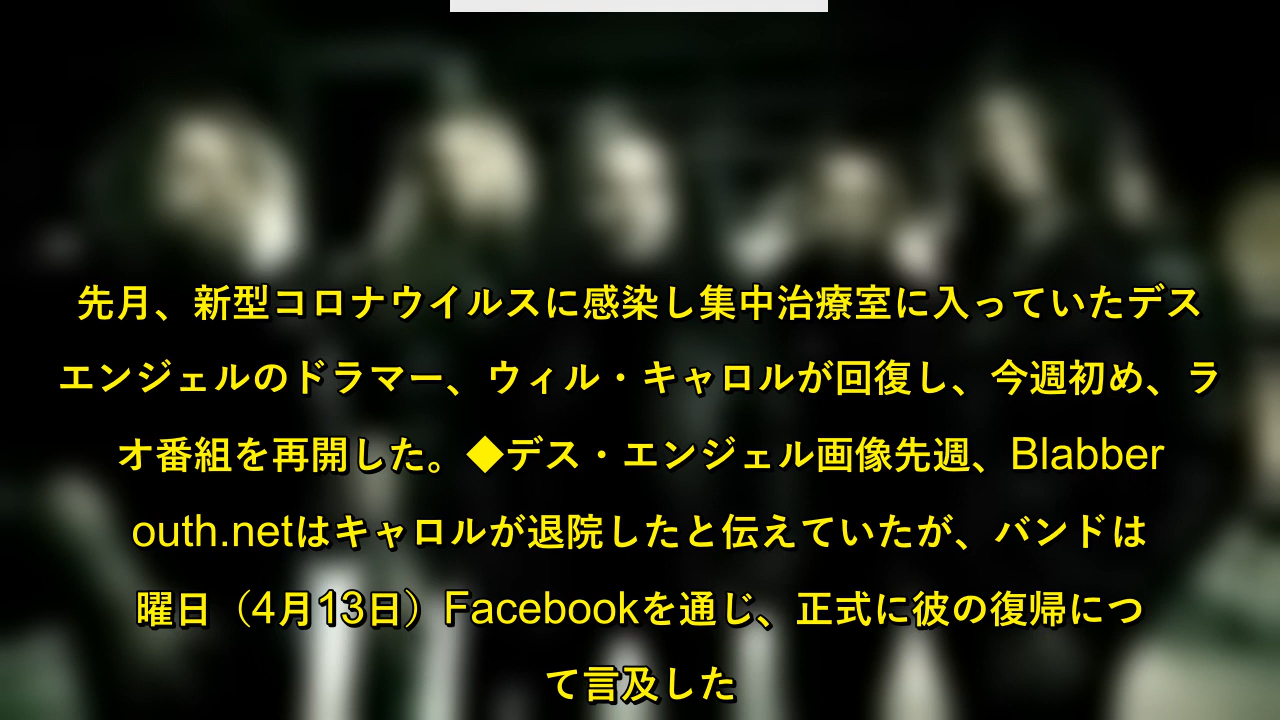 先月、新型コロナウイルスに感染し集中治療室に入っていたデス
エンジェルのドラマー、ウィル・キャロルが回復し、今週初め、ラ
オ番組を再開した。◆デス・エンジェル画像先週、Blabber
outh.netはキャロルが退院したと伝えていたが、バンドは
曜日（4月13日）Facebookを通じ、正式に彼の復帰につ
て言及した